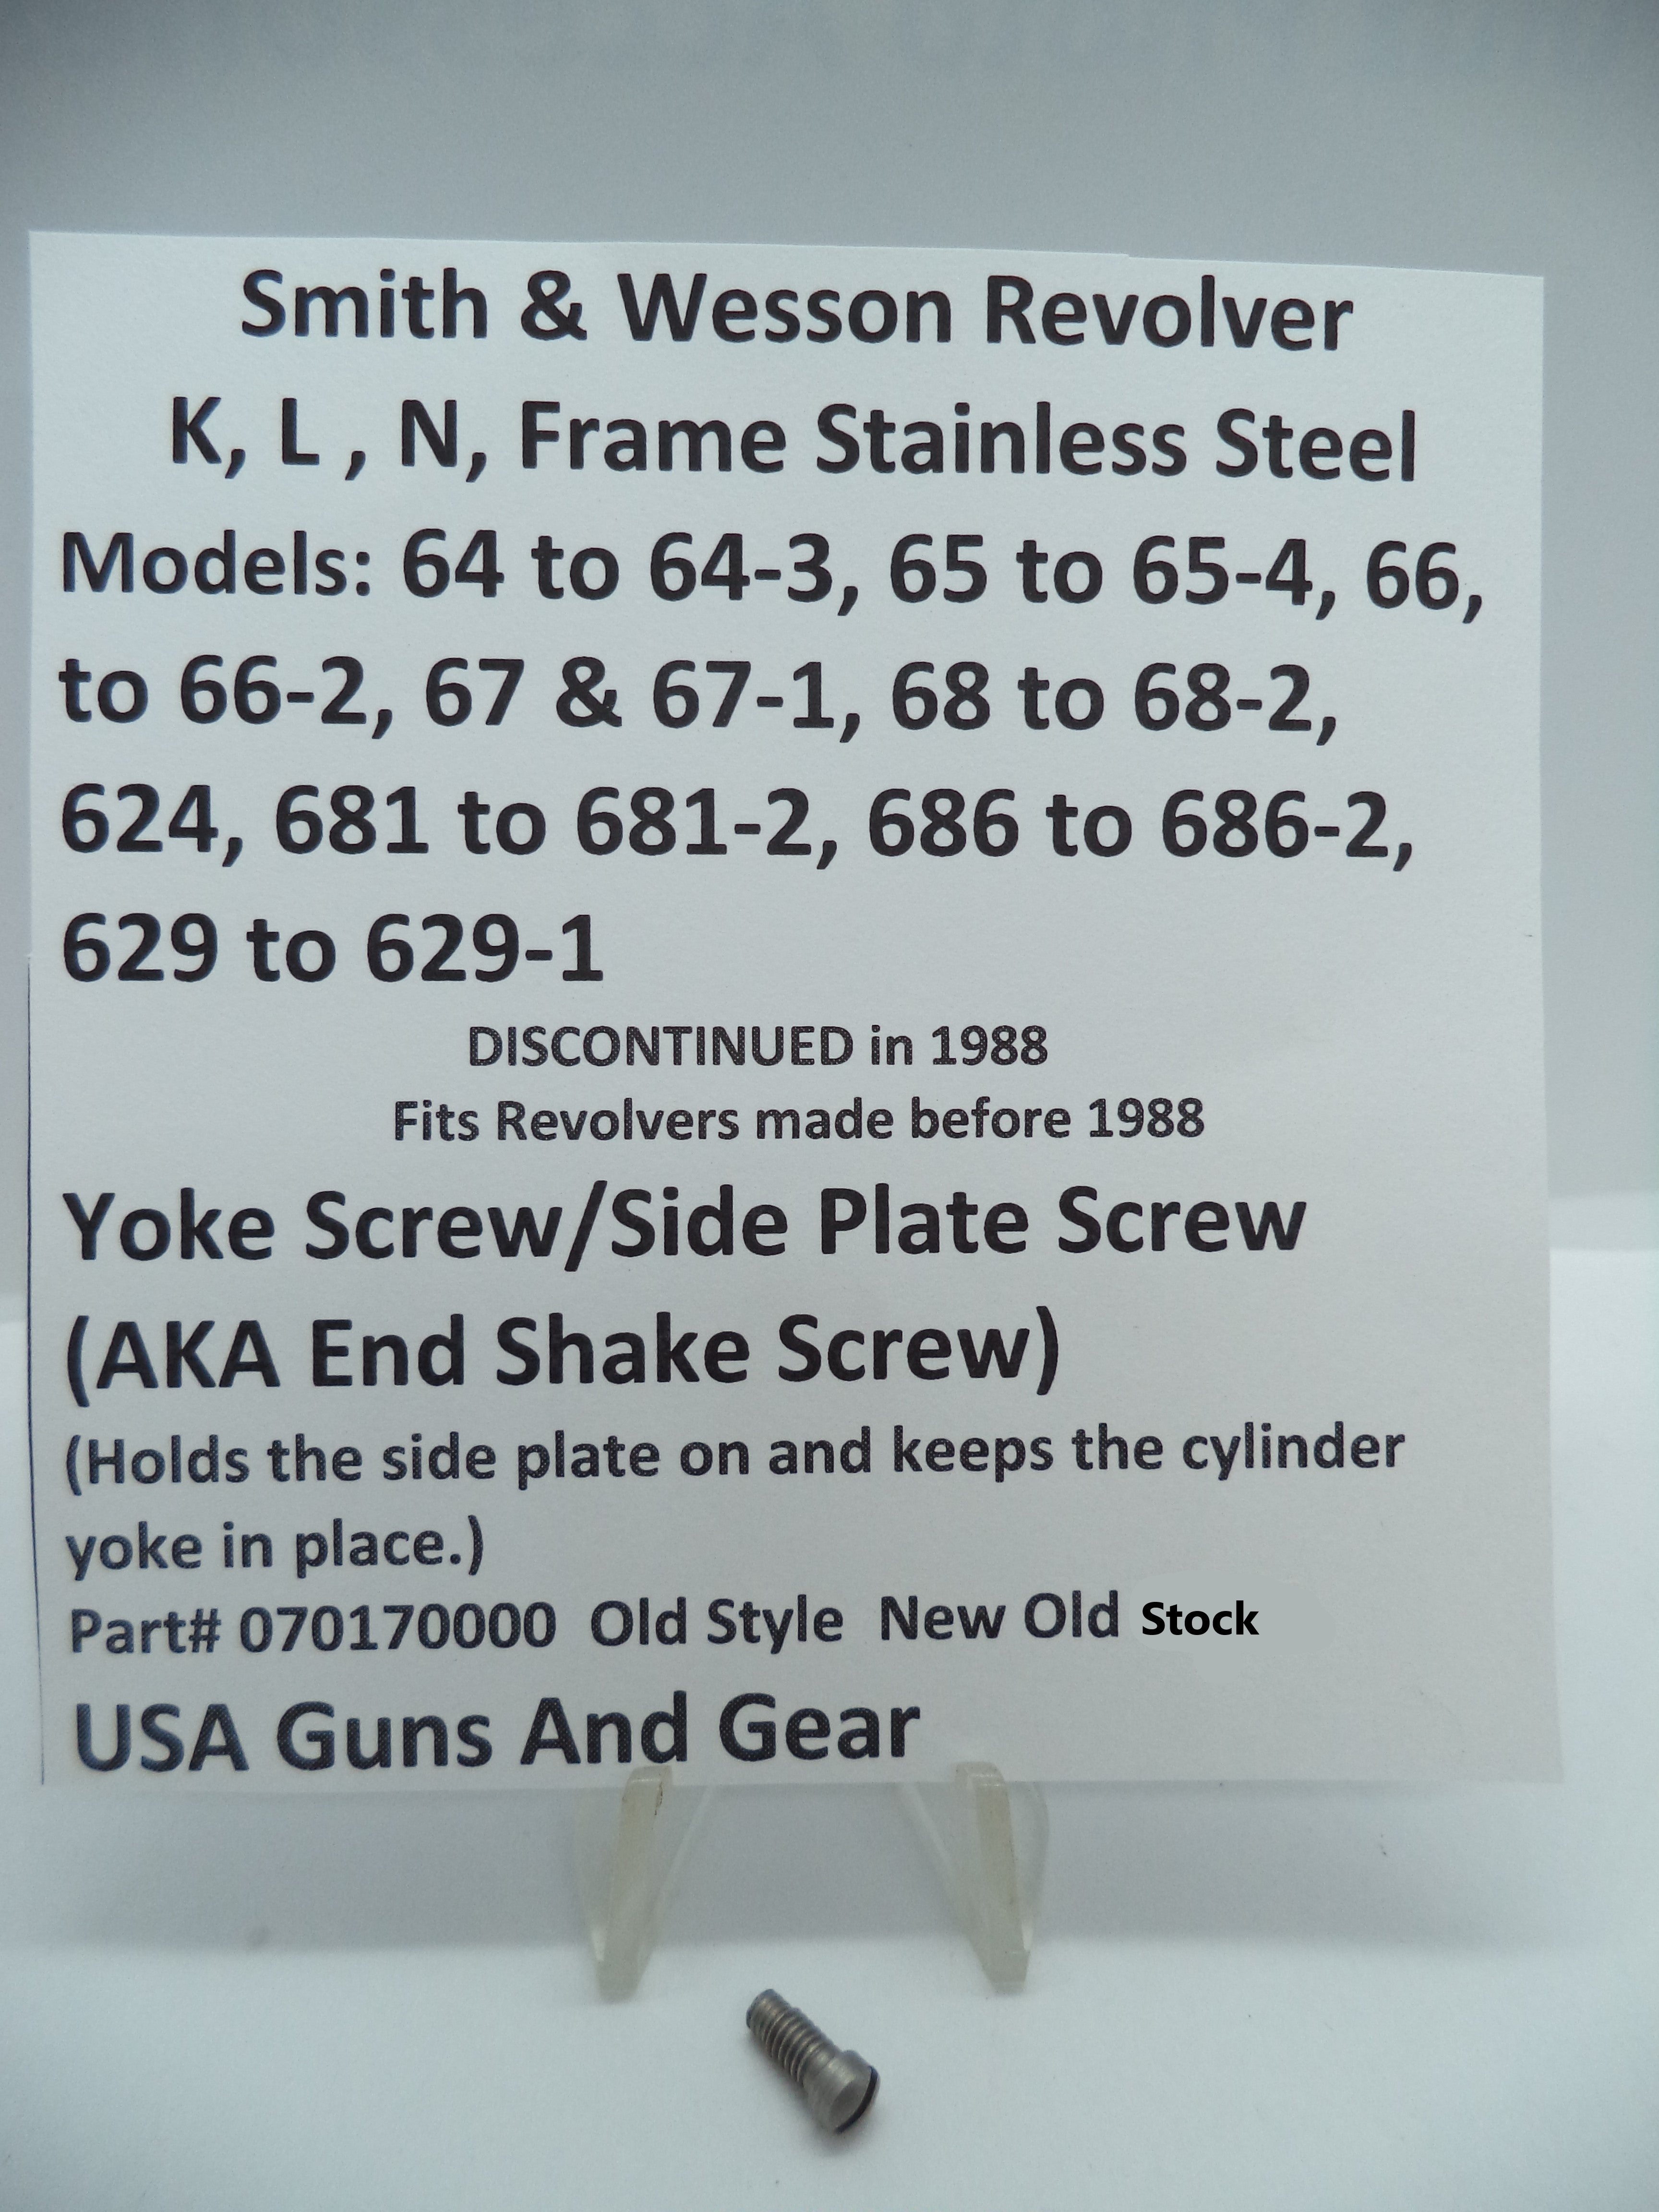 Smith & Wesson Revolver
K, L , N, Frame Stainless Steel
Models: 64 to 64-3, 65 to 65-4, 66,
to 66-2, 67 & 67-1, 68 to 68-2,
624, 681 to 681-2, 686 to 686-2,
629 to 629-1
DISCONTINUED in 1988
Fits Revolvers made before 1988
Yoke Screw/Side Plate Screw
(AKA End Shake Screw)
(Holds the side plate on and keeps the cylinder
yoke in place.)
Part# 070170000 Old Style New Old Stock
USA Guns And Gear